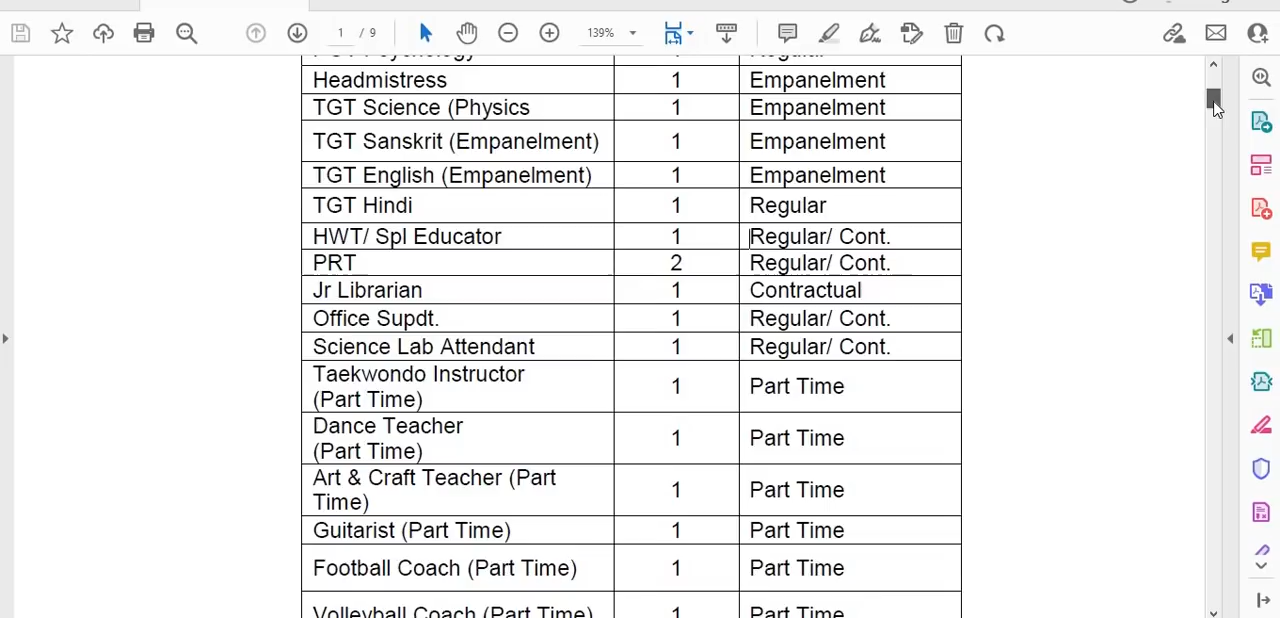 1 / 9
139%
Headmistress 1 Empanelment
TGT Science (Physics 1 Empanelment
TGT Sanskrit (Empanelment) 1 Empanelment
TGT English (Empanelment) 1 Empanelment
TGT Hindi 1 Regular
HWT/ Spl Educator 1 Regular/ Cont.
PRT 2 Regular/ Cont.
Jr Librarian 1 Contractual
Office Supdt. 1 Regular/ Cont.
Science Lab Attendant 1 Regular/ Cont.
Taekwondo Instructor
(Part Time) 1 Part Time
Dance Teacher
(Part Time) 1 Part Time
Art & Craft Teacher (Part
Time) 1 Part Time
Guitarist (Part Time) 1 Part Time
Football Coach (Part Time) 1 Part Time
Volleyball Coach (Part Time) 1 Part Time